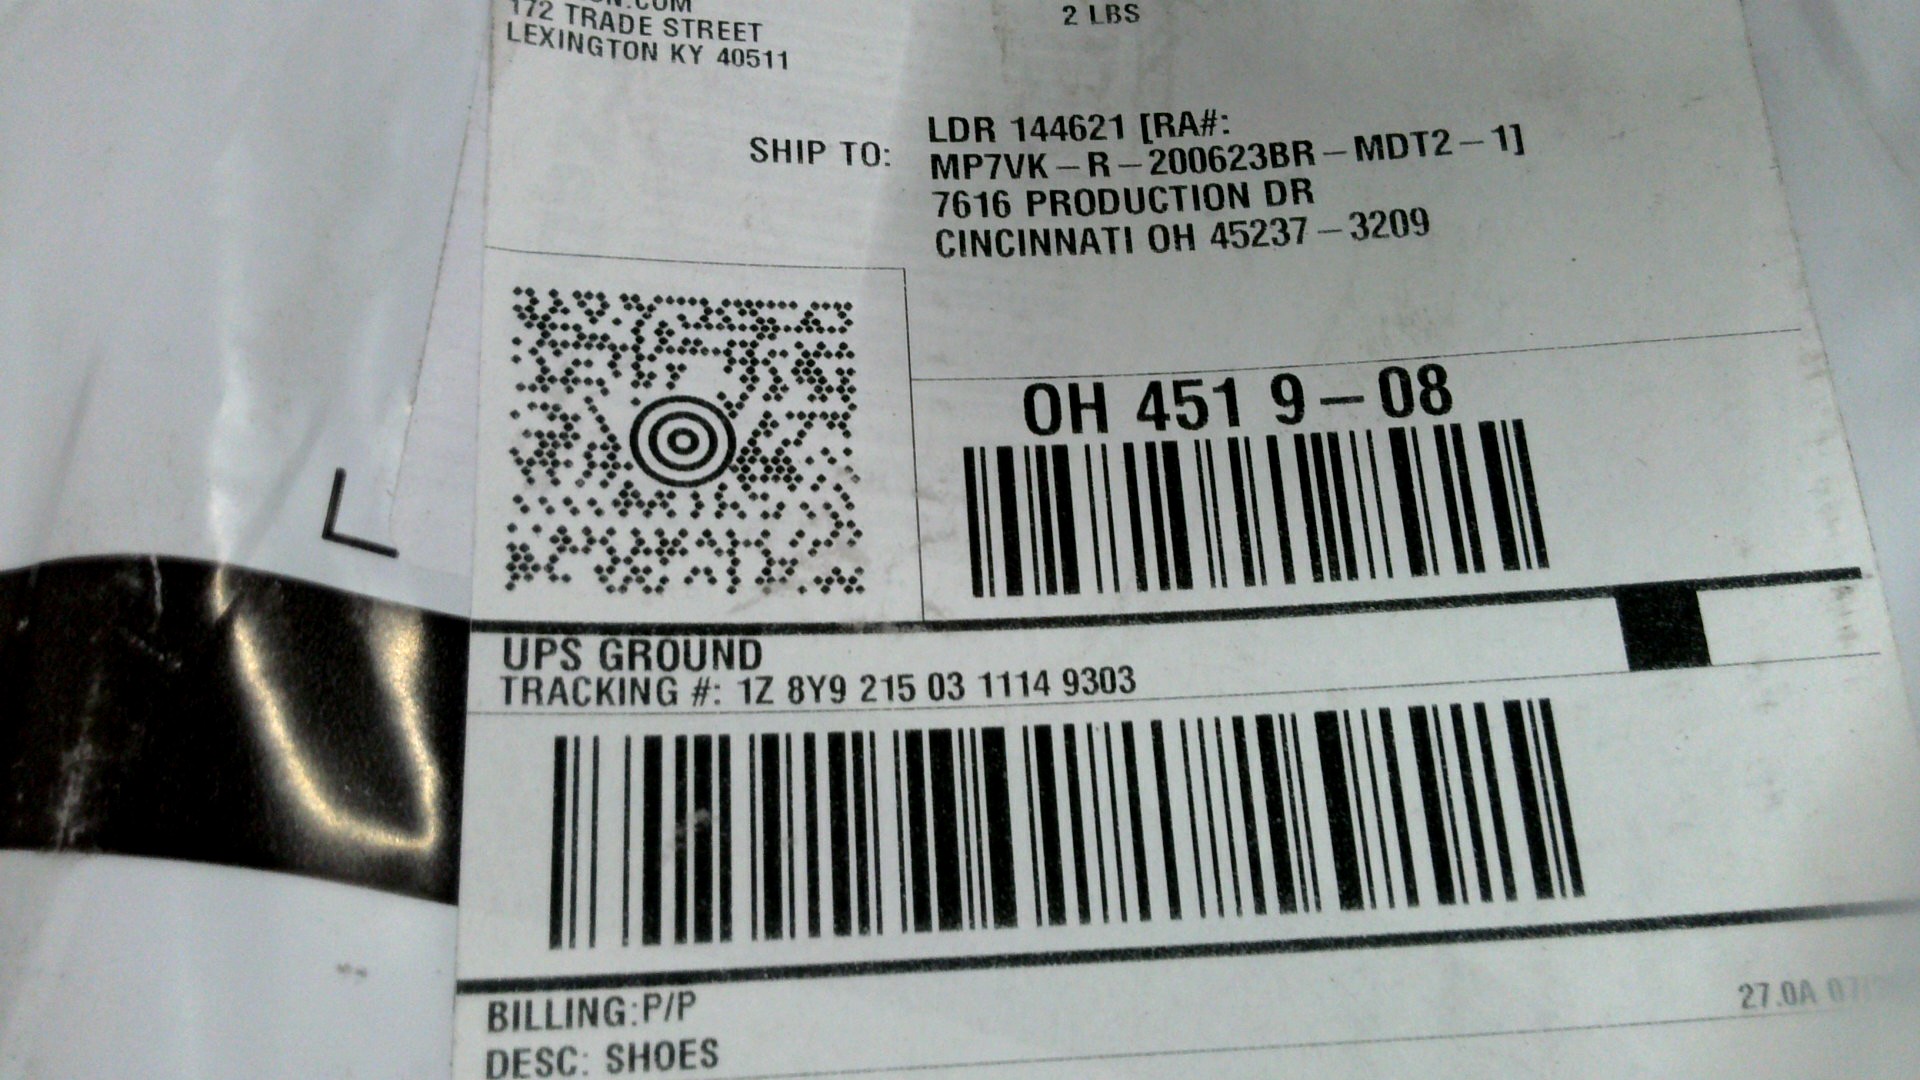 172 TRADE STREET
LEXINGTON KY 40511
2 LBS
SHIP TO:
LDR 144621 [RA#:
MP7VK-R-200623BR-MDT2-1]
7616 PRODUCTION DR
CINCINNATI OH 45237-3209
OH 451 9-08
UPS GROUND
TRACKING #: 1Z 8Y9 215 03 1114 9303
BILLING:P/P
DESC: SHOES
27.0A
L